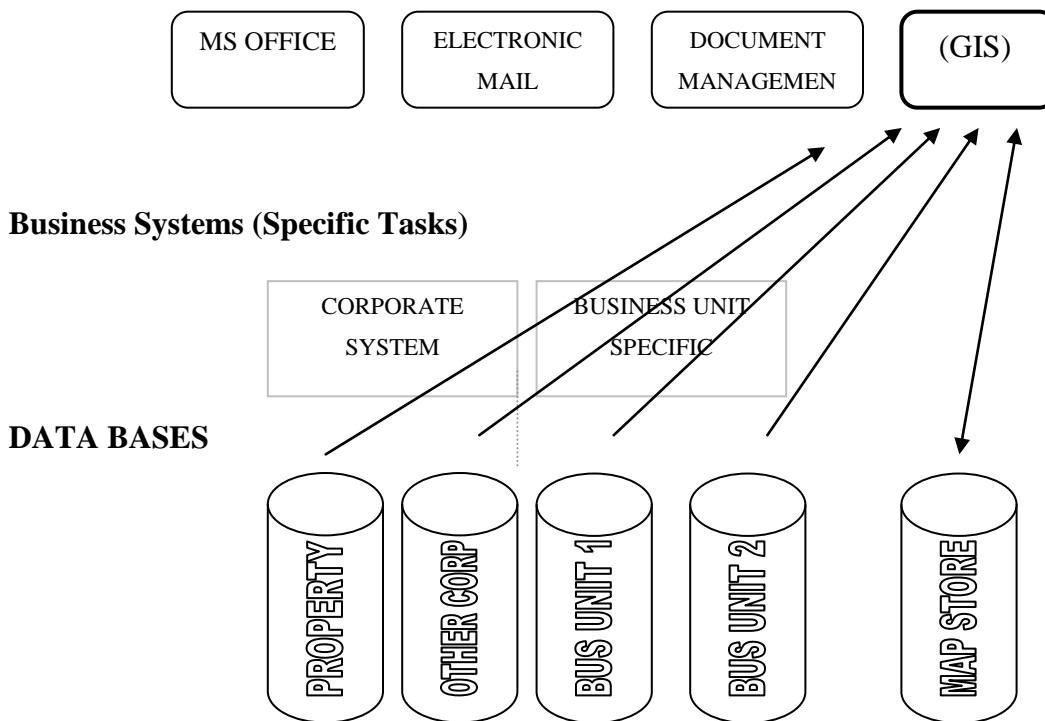 MS OFFICE
ELECTRONIC
MAIL
DOCUMENT
MANAGEMEN
(GIS)
Business Systems (Specific Tasks)
CORPORATE
SYSTEM
BUSINESS UNIT
SPECIFIC
DATA BASES
PROPERTY
OTHER CORP
BUS UNIT 1
BUS UNIT 2
MAP STORE